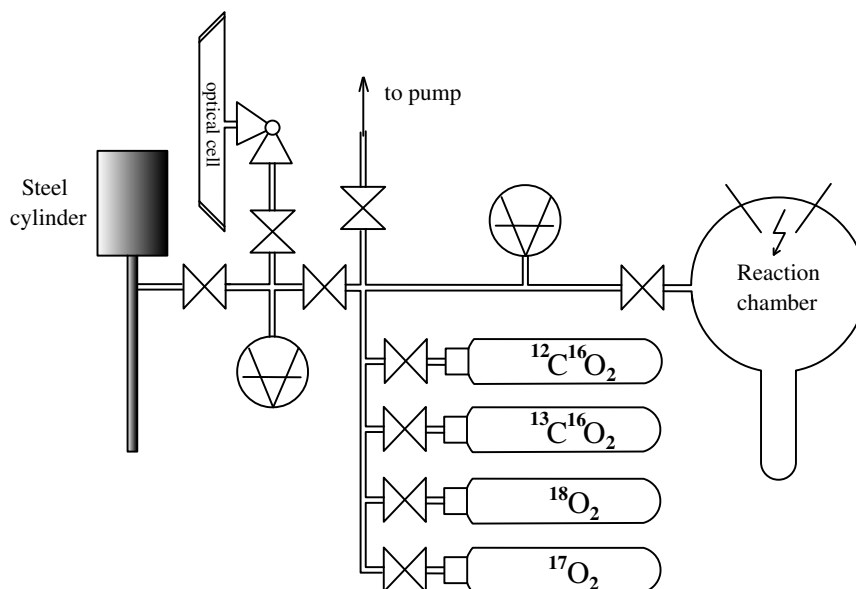 optical cell
to pump
Steel
cylinder
Reaction
chamber
¹²C¹⁶O₂
¹³C¹⁶O₂
¹⁸O₂
¹⁷O₂